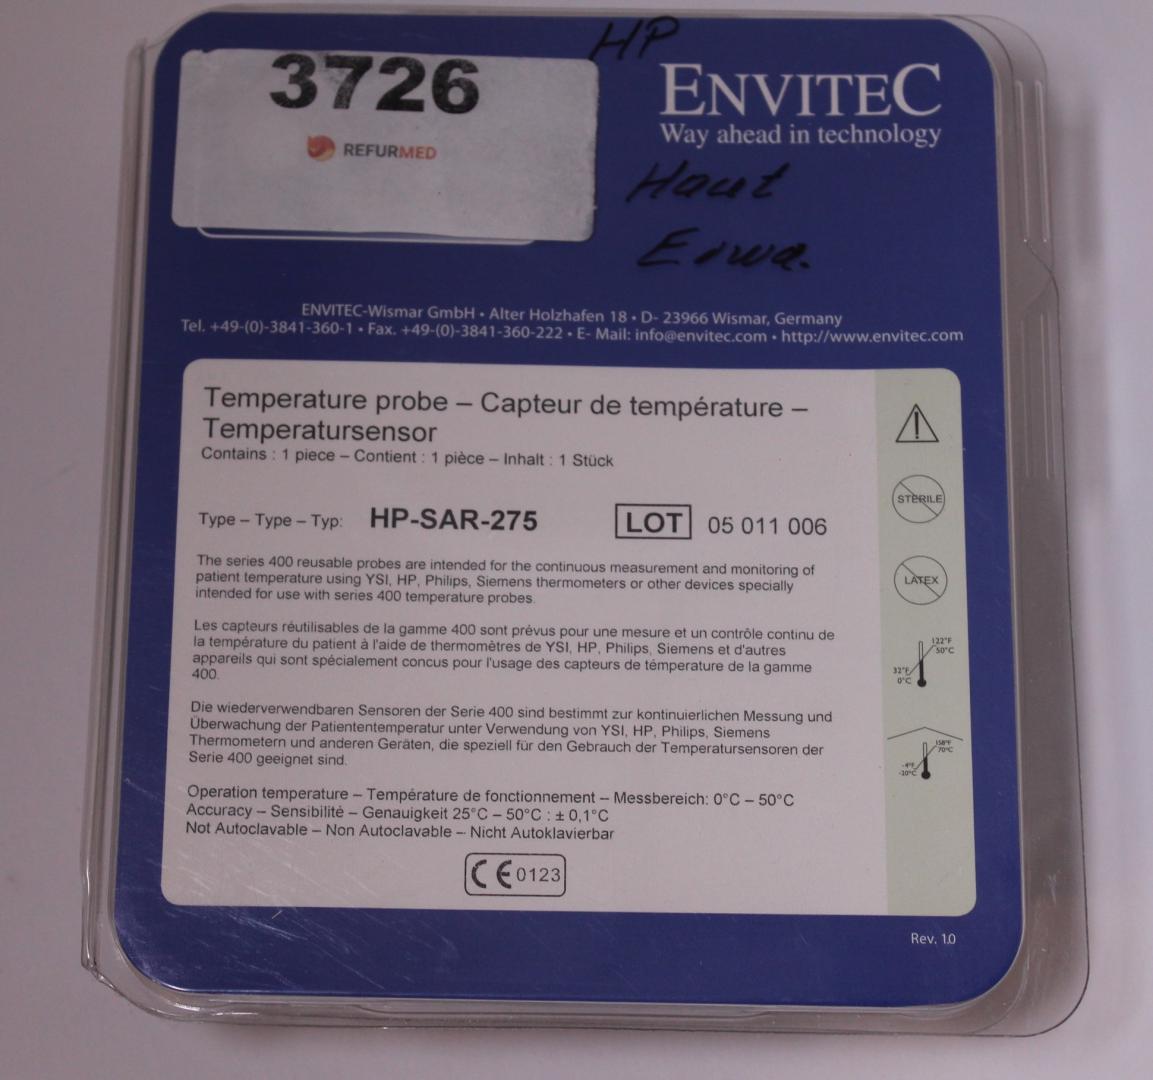 HP
3726
REFURMED
ENVITEC
Way ahead in technology
Haut
Erwa.
ENVITEC-Wismar GmbH • Alter Holzhafen 18 • D- 23966 Wismar, Germany
Tel. +49-(0)-3841-360-1 • Fax. +49-(0)-3841-360-222 • E- Mail: info@envitec.com • http://www.envitec.com
Temperature probe – Capteur de température –
Temperatursensor
Contains : 1 piece – Contient : 1 pièce – Inhalt : 1 Stück
Type – Type – Typ: HP-SAR-275 LOT 05 011 006
The series 400 reusable probes are intended for the continuous measurement and monitoring of
patient temperature using YSI, HP, Philips, Siemens thermometers or other devices specially
intended for use with series 400 temperature probes.
Les capteurs réutilisables de la gamme 400 sont prévus pour une mesure et un contrôle continu de
la température du patient à l'aide de thermomètres de YSI, HP, Philips, Siemens et d'autres
appareils qui sont spécialement concus pour l'usage des capteurs de témpérature de la gamme
400.
Die wiederverwendbaren Sensoren der Serie 400 sind bestimmt zur kontinuierlichen Messung und
Überwachung der Patiententemperatur unter Verwendung von YSI, HP, Philips, Siemens
Thermometern und anderen Geräten, die speziell für den Gebrauch der Temperatursensoren der
Serie 400 geeignet sind.
Operation temperature – Température de fonctionnement – Messbereich: 0°C – 50°C
Accuracy – Sensibilité – Genauigkeit 25°C – 50°C : ± 0,1°C
Not Autoclavable – Non Autoclavable – Nicht Autoklavierbar
CE 0123
STERILE
LATEX
122°F
50°C
32°F
0°C
158°F
70°C
-4°F
-20°C
Rev. 1.0